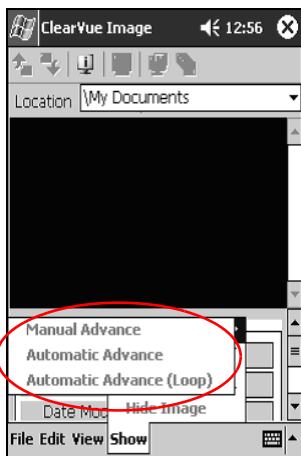 ClearVue Image 12:56
Location \My Documents
Manual Advance
Automatic Advance
Automatic Advance (Loop)
Date Mod Hide Image
File Edit View Show